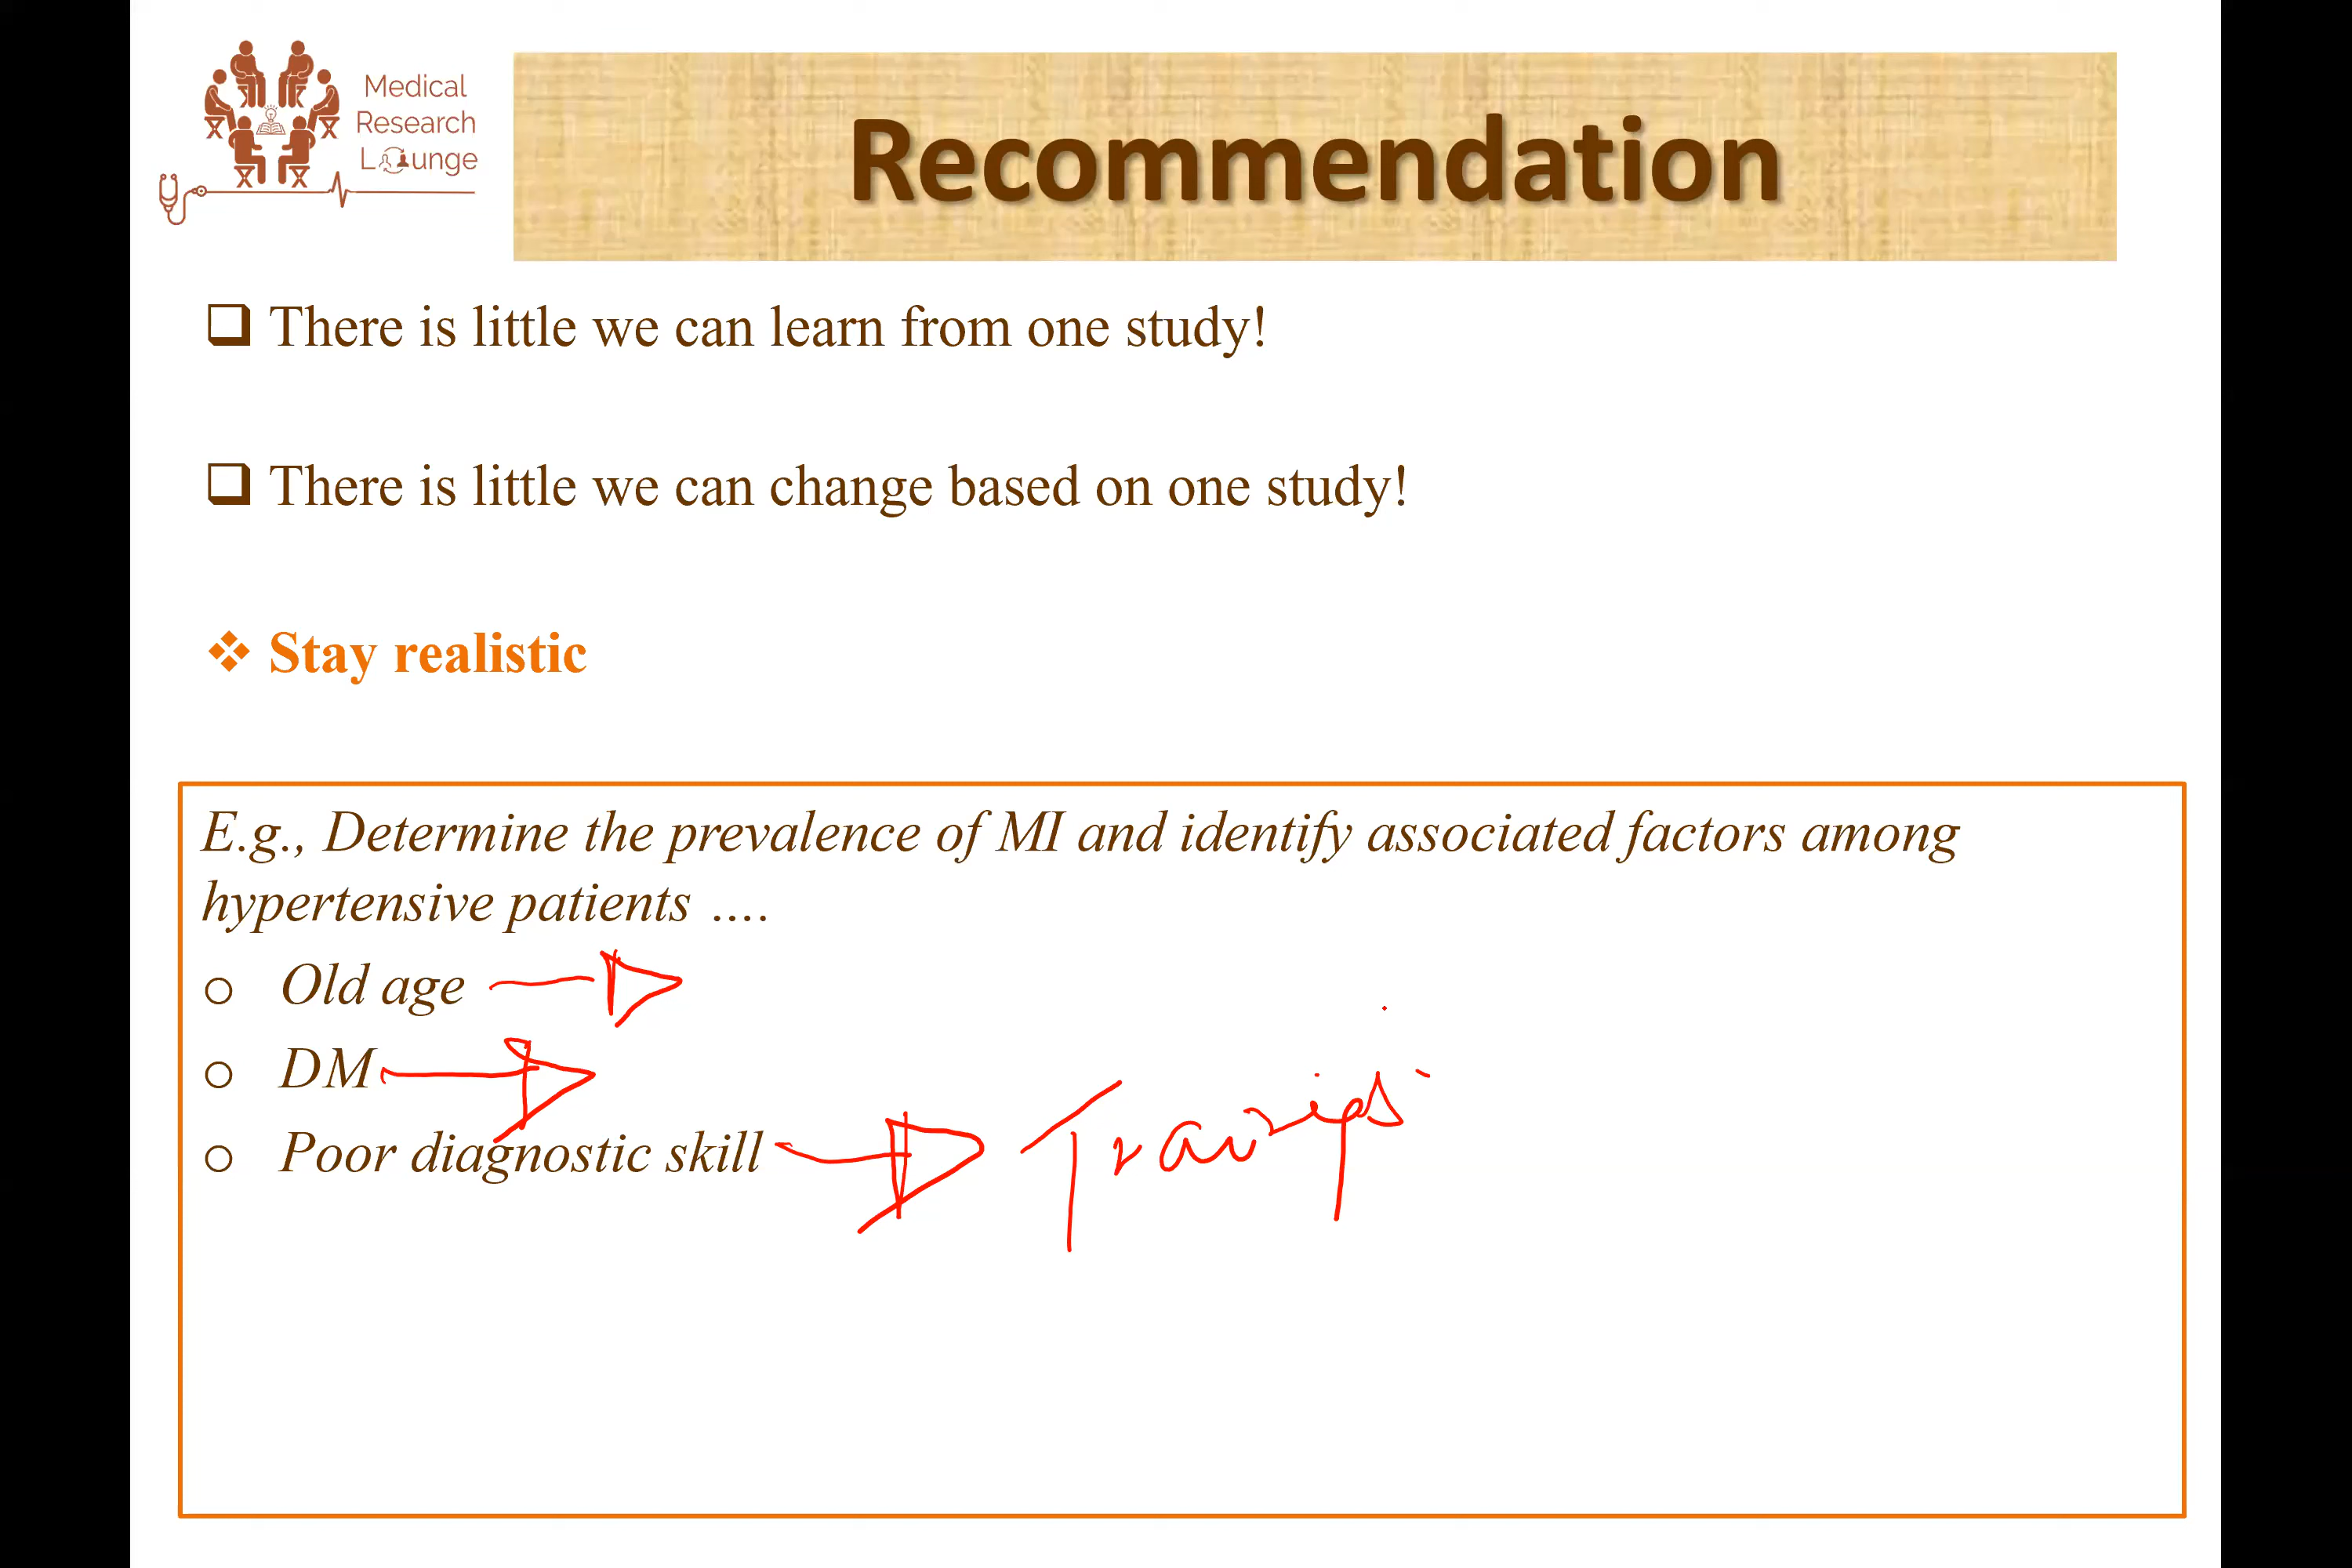 Medical
Research
Lounge
Recommendation
There is little we can learn from one study!
There is little we can change based on one study!
Stay realistic
E.g., Determine the prevalence of MI and identify associated factors among
hypertensive patients ….
Old age
DM
Poor diagnostic skill